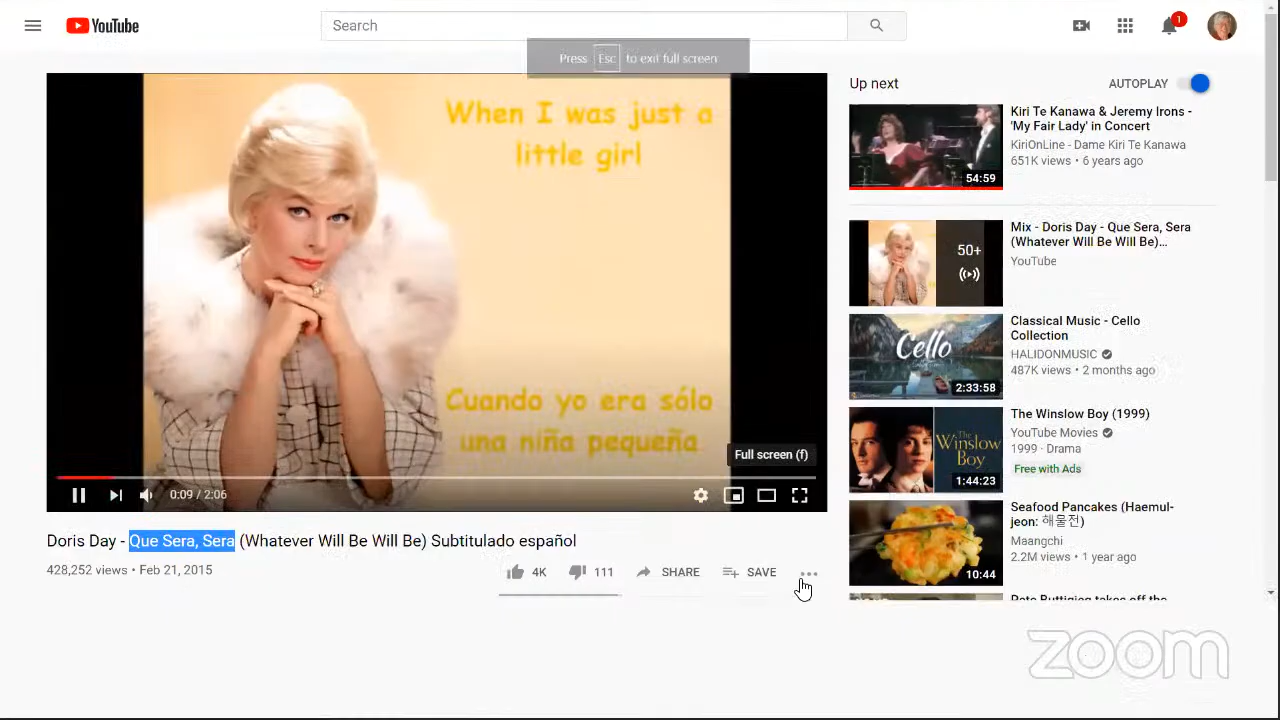 YouTube
Search
1
Press Esc to exit full screen
When I was just a
little girl
Cuando yo era sólo
una niña pequeña
Full screen (f)
0:09 / 2:06
Doris Day - Que Sera, Sera (Whatever Will Be Will Be) Subtitulado español
428,252 views • Feb 21, 2015
4K
111
SHARE
SAVE
Up next
AUTOPLAY
54:59
Kiri Te Kanawa & Jeremy Irons -
'My Fair Lady' in Concert
KiriOnLine - Dame Kiri Te Kanawa
651K views • 6 years ago
50+
Mix - Doris Day - Que Sera, Sera
(Whatever Will Be Will Be)...
YouTube
Cello
2:33:58
Classical Music - Cello
Collection
HALIDONMUSIC
487K views • 2 months ago
The
Winslow
Boy
1:44:23
The Winslow Boy (1999)
YouTube Movies
1999 · Drama
Free with Ads
10:44
Seafood Pancakes (Haemul-
jeon: 해물전)
Maangchi
2.2M views • 1 year ago
Pete Buttigieg takes off the
zoom